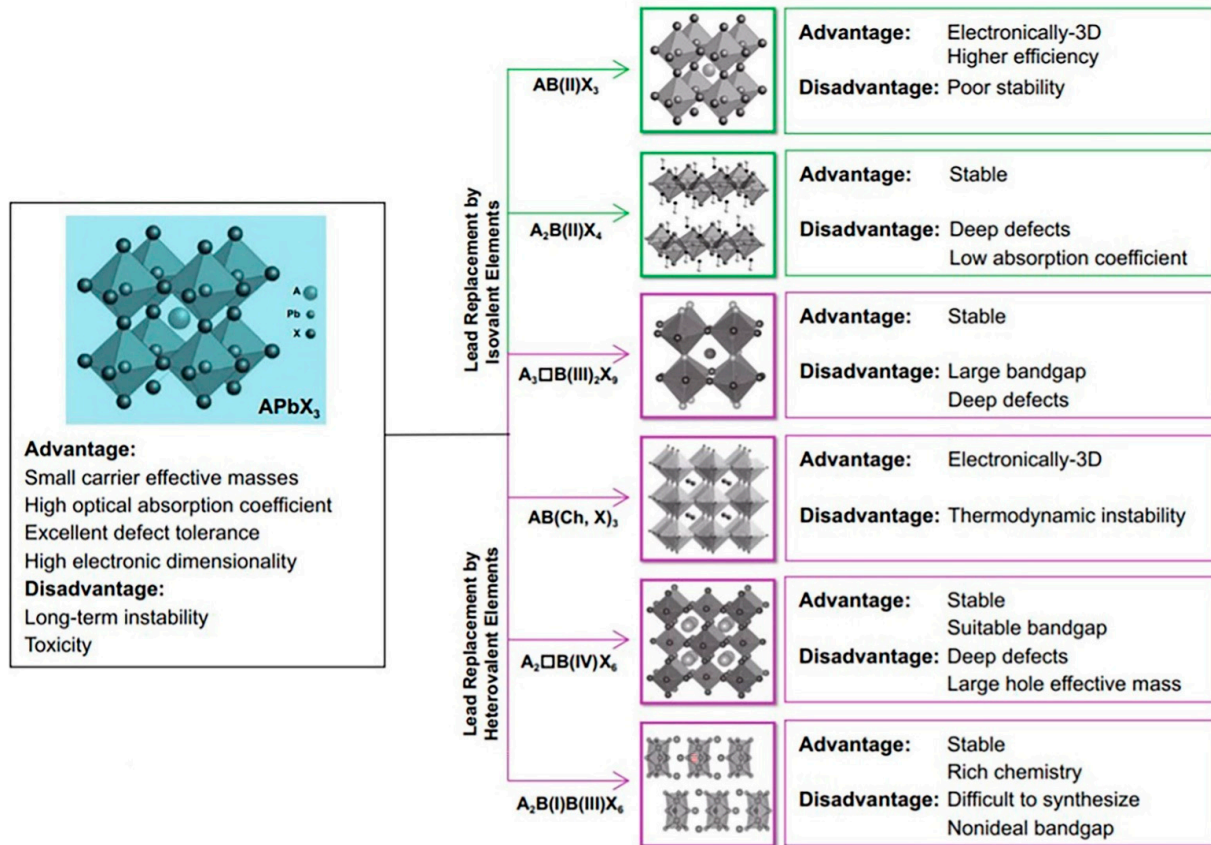 A
Pb
X
APbX₃
Advantage:
Small carrier effective masses
High optical absorption coefficient
Excellent defect tolerance
High electronic dimensionality
Disadvantage:
Long-term instability
Toxicity
Lead Replacement by
Isovalent Elements
Lead Replacement by
Heterovalent Elements
AB(II)X₃
Advantage: Electronically-3D
Higher efficiency
Disadvantage: Poor stability
A₂B(II)X₄
Advantage: Stable
Disadvantage: Deep defects
Low absorption coefficient
A₃□B(III)₂X₉
Advantage: Stable
Disadvantage: Large bandgap
Deep defects
AB(Ch, X)₃
Advantage: Electronically-3D
Disadvantage: Thermodynamic instability
A₂□B(IV)X₆
Advantage: Stable
Suitable bandgap
Disadvantage: Deep defects
Large hole effective mass
A₂B(I)B(III)X₆
Advantage: Stable
Rich chemistry
Disadvantage: Difficult to synthesize
Nonideal bandgap